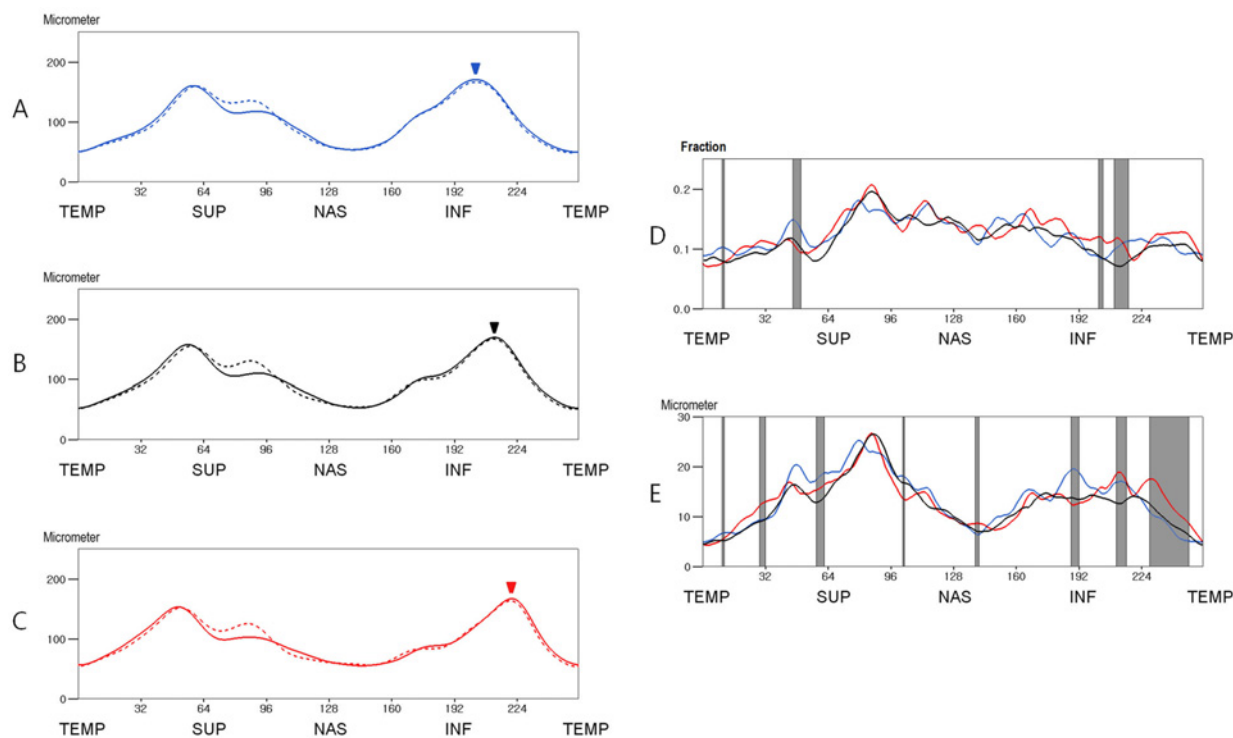 Micrometer
A
200
100
0
32 64 96 128 160 192 224
TEMP SUP NAS INF TEMP
Micrometer
B
200
100
0
32 64 96 128 160 192 224
TEMP SUP NAS INF TEMP
Micrometer
C
200
100
0
32 64 96 128 160 192 224
TEMP SUP NAS INF TEMP
Fraction
D
0.2
0.1
0.0
32 64 96 128 160 192 224
TEMP SUP NAS INF TEMP
Micrometer
E
30
20
10
0
32 64 96 128 160 192 224
TEMP SUP NAS INF TEMP